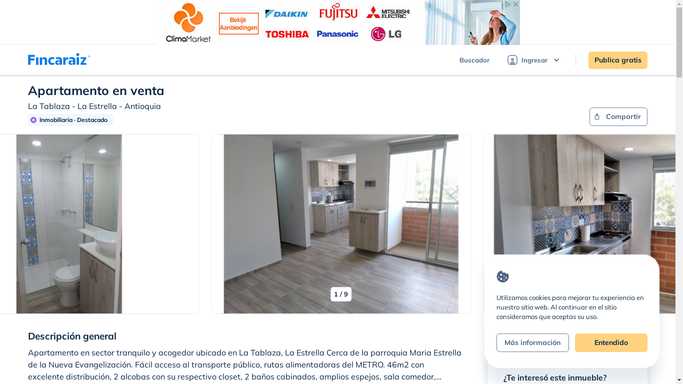 ClimaMarket
Bekijk
Aanbiedingen
DAIKIN
FUJITSU
MITSUBISHI
ELECTRIC
TOSHIBA
Panasonic
LG
Fincaraiz
Buscador
Ingresar
Publica gratis
Apartamento en venta
La Tablaza - La Estrella - Antioquia
Inmobiliaria · Destacado
Compartir
1 / 9
Utilizamos cookies para mejorar tu experiencia en
nuestro sitio web. Al continuar en el sitio
consideramos que aceptas su uso.
Más información
Entendido
Descripción general
Apartamento en sector tranquilo y acogedor ubicado en La Tablaza, La Estrella Cerca de la parroquia Maria Estrella
de la Nueva Evangelización. Fácil acceso al transporte público, rutas alimentadoras del METRO. 46m2 con
excelente distribución, 2 alcobas con su respectivo closet, 2 baños cabinados, amplios espejos, sala comedor,...
¿Te interesó este inmueble?